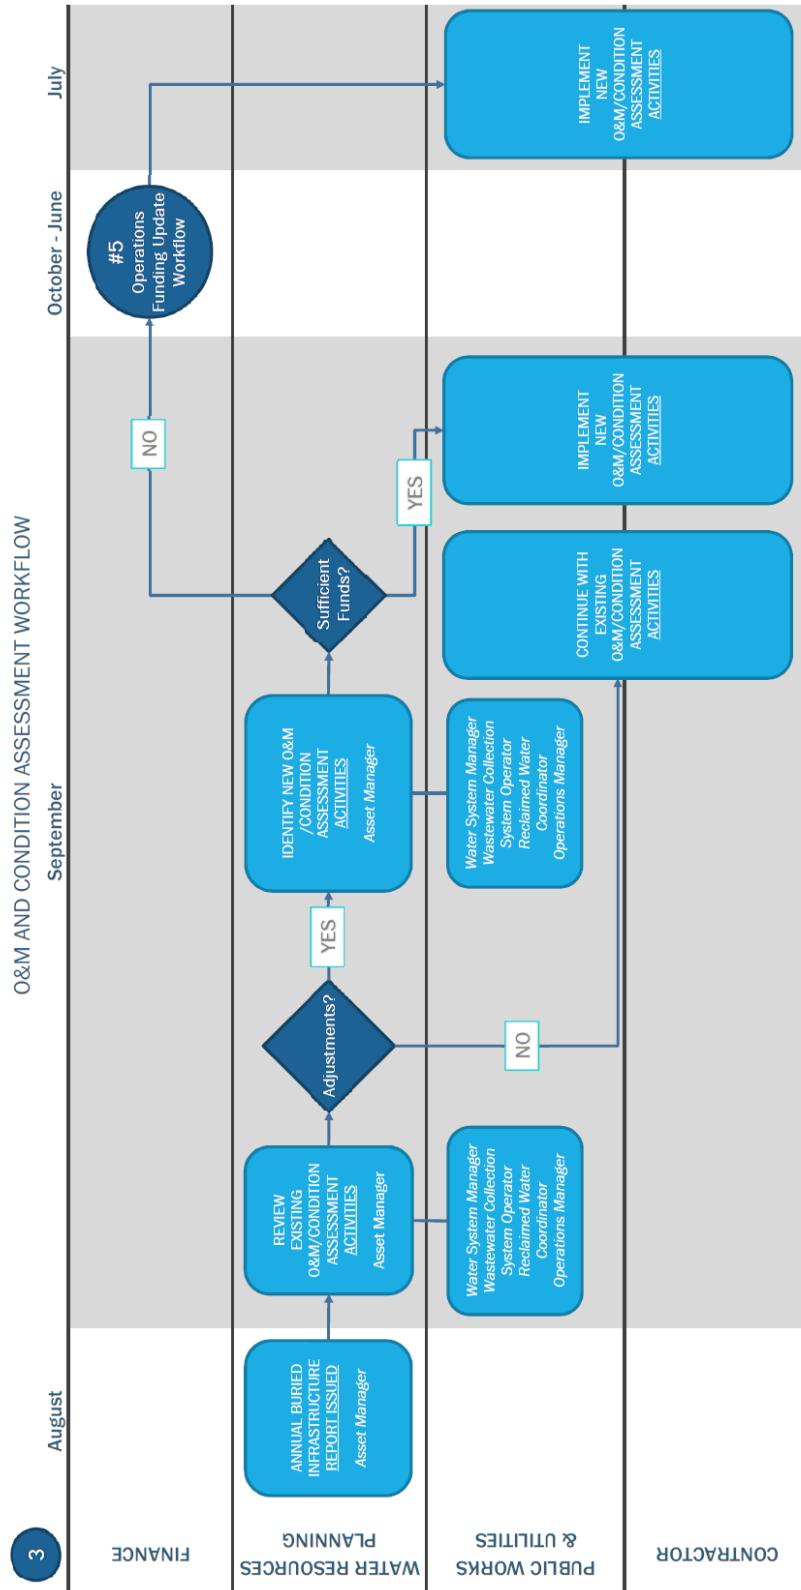 3
O&M AND CONDITION ASSESSMENT WORKFLOW
August
September
October - June
July
FINANCE
#5
Operations
Funding Update
Workflow
NO
WATER RESOURCES
PLANNING
ANNUAL BURIED
INFRASTRUCTURE
REPORT ISSUED
Asset Manager
REVIEW
EXISTING
O&M/CONDITION
ASSESSMENT
ACTIVITIES
Asset Manager
Adjustments?
YES
IDENTIFY NEW O&M
/CONDITION
ASSESSMENT
ACTIVITIES
Asset Manager
Sufficient
Funds?
YES
PUBLIC WORKS
& UTILITIES
Water System Manager
Wastewater Collection
System Operator
Reclaimed Water
Coordinator
Operations Manager
NO
Water System Manager
Wastewater Collection
System Operator
Reclaimed Water
Coordinator
Operations Manager
CONTINUE WITH
EXISTING
O&M/CONDITION
ASSESSMENT
ACTIVITIES
IMPLEMENT
NEW
O&M/CONDITION
ASSESSMENT
ACTIVITIES
IMPLEMENT
NEW
O&M/CONDITION
ASSESSMENT
ACTIVITIES
CONTRACTOR